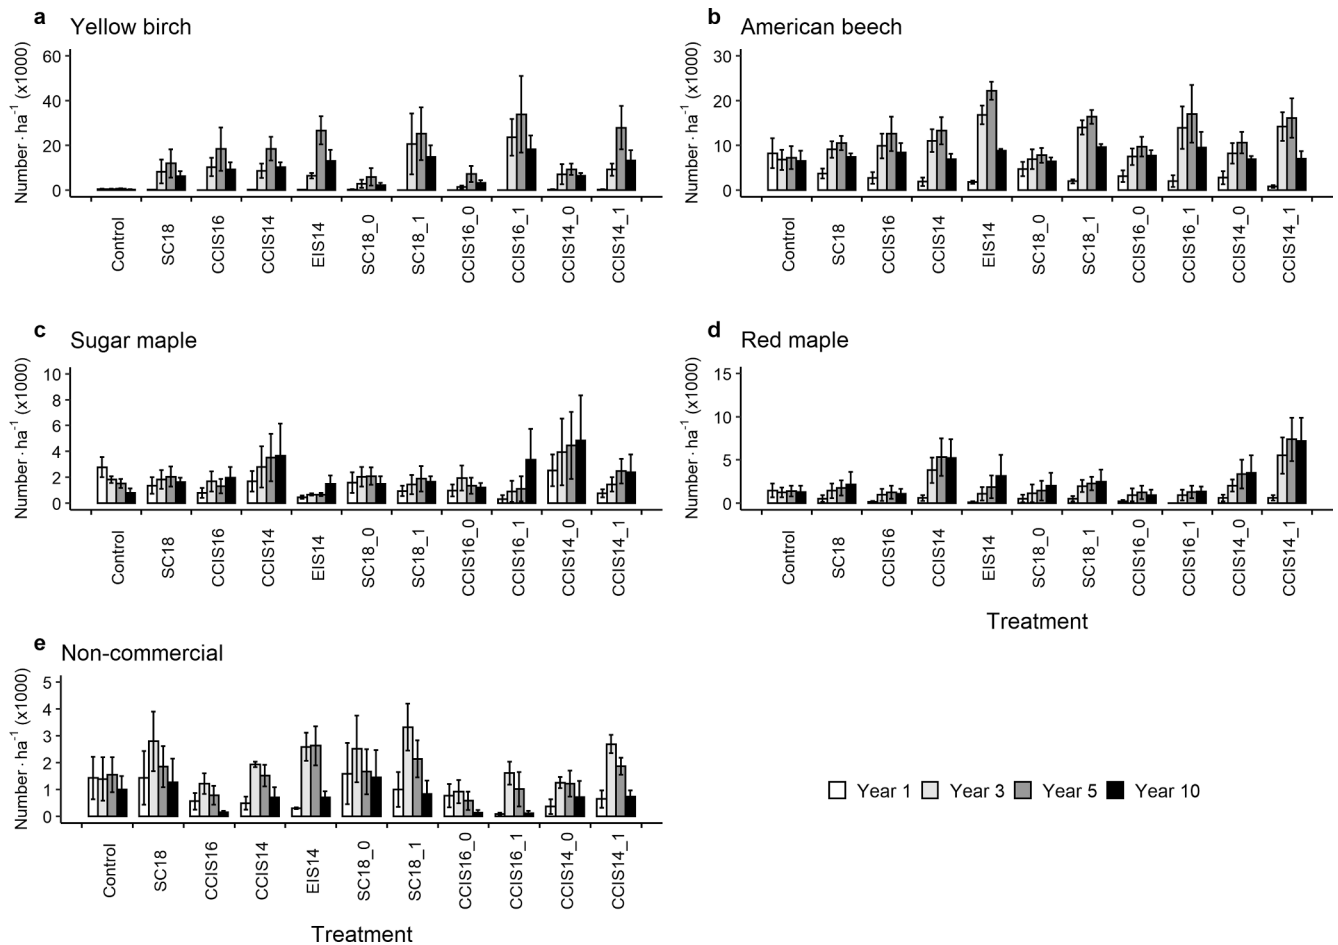 a Yellow birch
Number · ha⁻¹ (x1000)
60
40
20
0
Control SC18 CCIS16 CCIS14 EIS14 SC18_0 SC18_1 CCIS16_0 CCIS16_1 CCIS14_0 CCIS14_1
b American beech
Number · ha⁻¹ (x1000)
30
20
10
0
Control SC18 CCIS16 CCIS14 EIS14 SC18_0 SC18_1 CCIS16_0 CCIS16_1 CCIS14_0 CCIS14_1
c Sugar maple
Number · ha⁻¹ (x1000)
10
8
6
4
2
0
Control SC18 CCIS16 CCIS14 EIS14 SC18_0 SC18_1 CCIS16_0 CCIS16_1 CCIS14_0 CCIS14_1
d Red maple
Number · ha⁻¹ (x1000)
15
10
5
0
Control SC18 CCIS16 CCIS14 EIS14 SC18_0 SC18_1 CCIS16_0 CCIS16_1 CCIS14_0 CCIS14_1
Treatment
e Non-commercial
Number · ha⁻¹ (x1000)
5
4
3
2
1
0
Control SC18 CCIS16 CCIS14 EIS14 SC18_0 SC18_1 CCIS16_0 CCIS16_1 CCIS14_0 CCIS14_1
Treatment
Year 1 Year 3 Year 5 Year 10